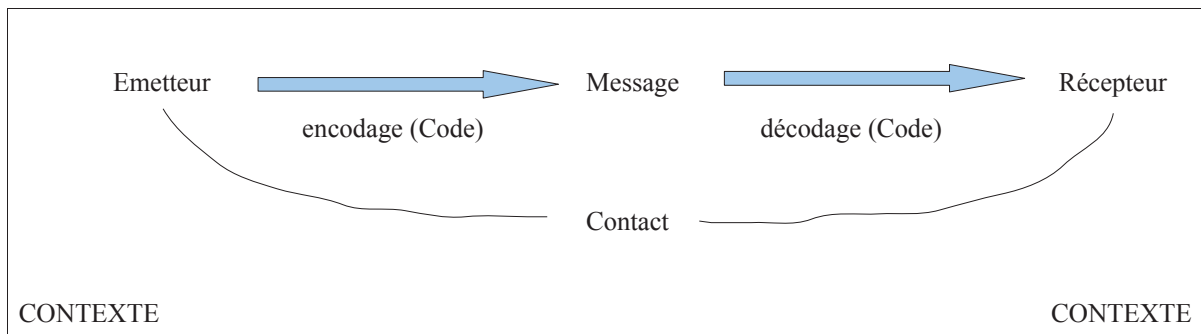 Emetteur Message Récepteur
encodage (Code) décodage (Code)
Contact
CONTEXTE CONTEXTE